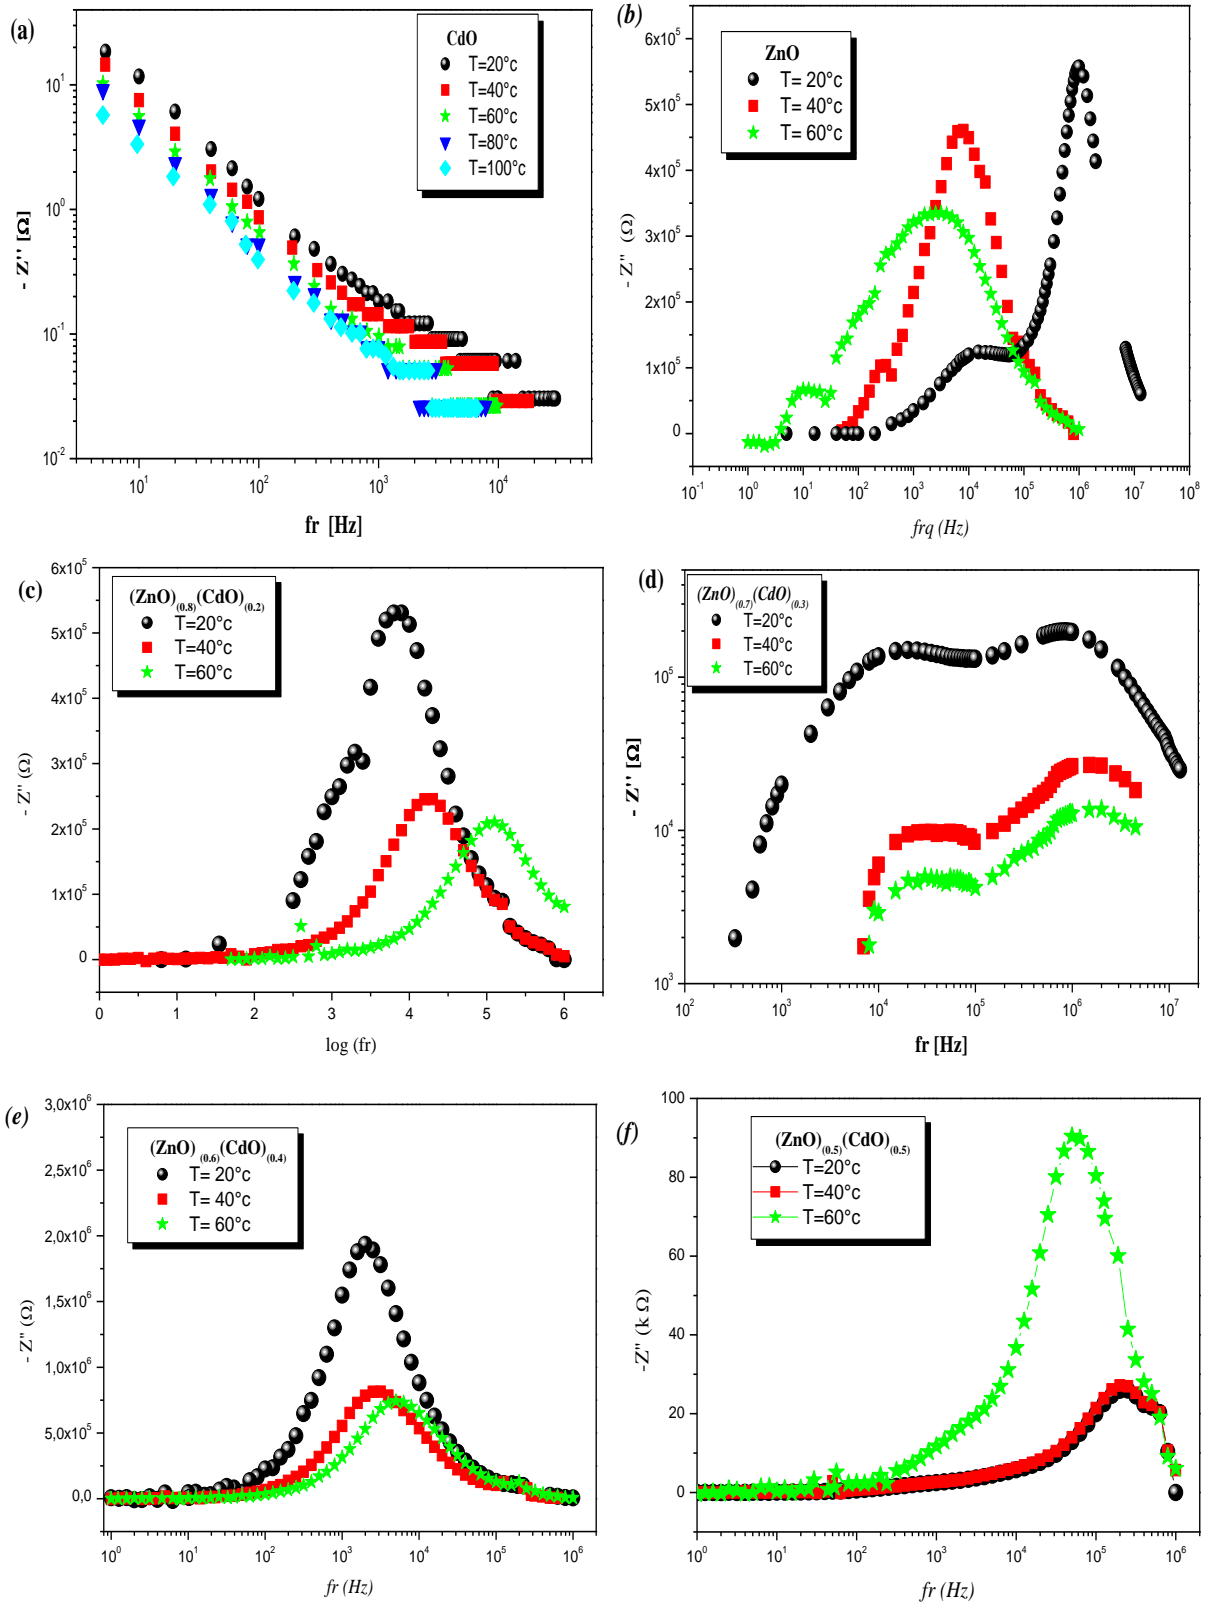 (a)
CdO
T=20°c
T=40°c
T=60°c
T=80°c
T=100°c
10^1
10^0
10^-1
10^-2
10^1
10^2
10^3
10^4
- Z'' [Ω]
fr [Hz]
(b)
ZnO
T= 20°c
T= 40°c
T= 60°c
6x10^5
5x10^5
4x10^5
3x10^5
2x10^5
1x10^5
0
10^-1
10^0
10^1
10^2
10^3
10^4
10^5
10^6
10^7
10^8
- Z'' (Ω)
frq (Hz)
(c)
(ZnO)(0.8)(CdO)(0.2)
T=20°c
T=40°c
T=60°c
6x10^5
5x10^5
4x10^5
3x10^5
2x10^5
1x10^5
0
0
1
2
3
4
5
6
- Z'' (Ω)
log (fr)
(d)
(ZnO)(0.7)(CdO)(0.3)
T=20°c
T=40°c
T=60°c
10^5
10^4
10^3
10^2
10^3
10^4
10^5
10^6
10^7
- Z'' [Ω]
fr [Hz]
(e)
(ZnO)(0.6)(CdO)(0.4)
T= 20°c
T= 40°c
T= 60°c
3,0x10^6
2,5x10^6
2,0x10^6
1,5x10^6
1,0x10^6
5,0x10^5
0,0
10^0
10^1
10^2
10^3
10^4
10^5
10^6
- Z'' (Ω)
fr (Hz)
(f)
(ZnO)(0.5)(CdO)(0.5)
T=20°c
T=40°c
T=60°c
100
80
60
40
20
0
10^0
10^1
10^2
10^3
10^4
10^5
10^6
-Z'' (k Ω)
fr (Hz)